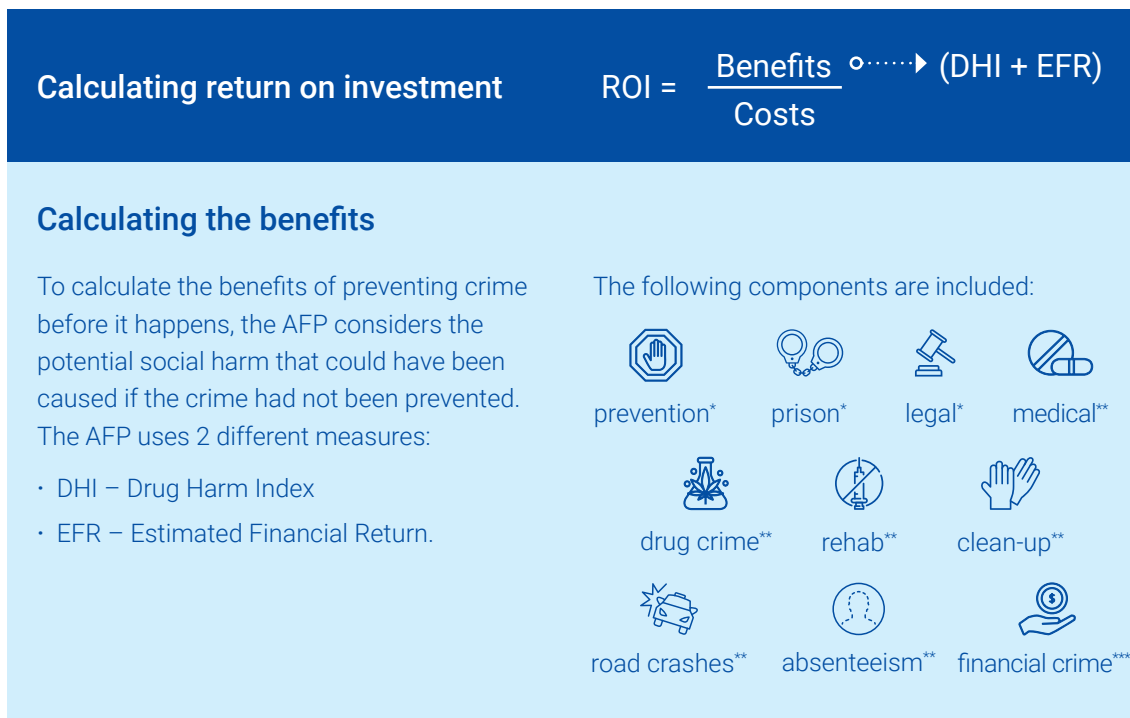 Calculating return on investment
ROI = Benefits (DHI + EFR)
Costs
Calculating the benefits
To calculate the benefits of preventing crime
before it happens, the AFP considers the
potential social harm that could have been
caused if the crime had not been prevented.
The AFP uses 2 different measures:
· DHI – Drug Harm Index
· EFR – Estimated Financial Return.
The following components are included:
prevention* prison* legal* medical**
drug crime** rehab** clean-up**
road crashes** absenteeism** financial crime***